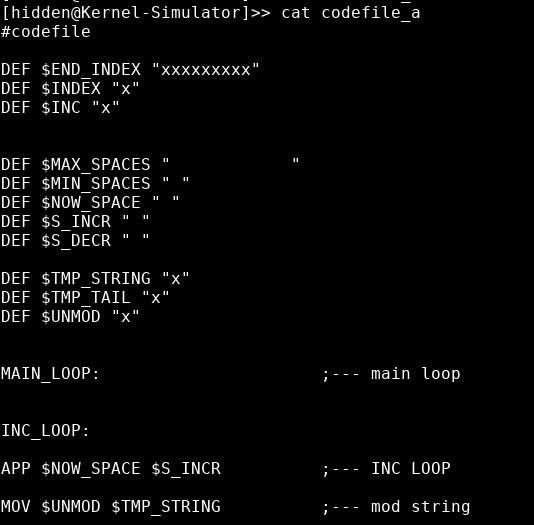 [hidden@Kernel-Simulator]>> cat codefile_a
#codefile
DEF $END_INDEX "xxxxxxxxx"
DEF $INDEX "x"
DEF $INC "x"
DEF $MAX_SPACES "            "
DEF $MIN_SPACES " "
DEF $NOW_SPACE " "
DEF $S_INCR " "
DEF $S_DECR " "
DEF $TMP_STRING "x"
DEF $TMP_TAIL "x"
DEF $UNMOD "x"
MAIN_LOOP:                      ;--- main loop
INC_LOOP:
APP $NOW_SPACE $S_INCR          ;--- INC LOOP
MOV $UNMOD $TMP_STRING          ;--- mod string